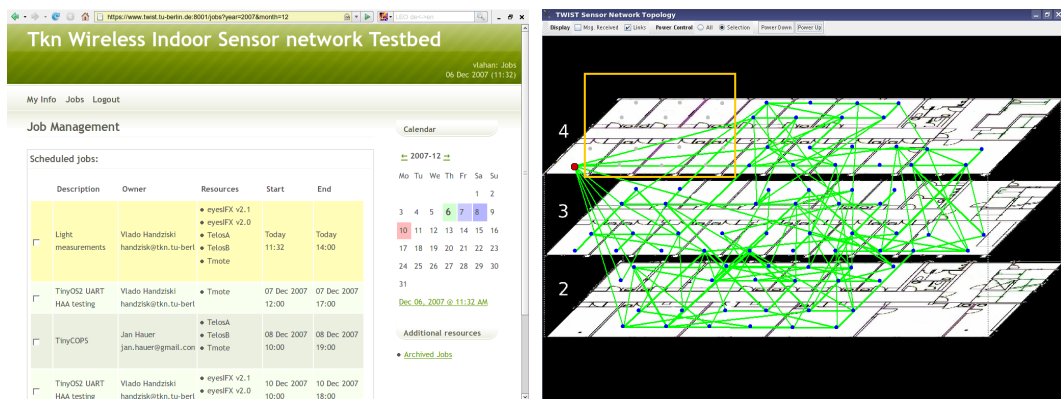 https://www.twist.tu-berlin.de:8001/jobs?year=2007&month=12
Tkn Wireless Indoor Sensor network Testbed
vlahan: Jobs
06 Dec 2007 (11:32)
My Info Jobs Logout
Job Management
Scheduled jobs:
Description Owner Resources Start End
Light measurements
Vlado Handziski
handzisk@tkn.tu-berl
• eyesIFX v2.1
• eyesIFX v2.0
• TelosA
• TelosB
• Tmote
Today
11:32
Today
14:00
TinyOS2 UART
HAA testing
Vlado Handziski
handzisk@tkn.tu-berl
• Tmote
07 Dec 2007
12:00
07 Dec 2007
17:00
TinyCOPS
Jan Hauer
jan.hauer@gmail.con
• TelosA
• TelosB
• Tmote
08 Dec 2007
10:00
08 Dec 2007
19:00
TinyOS2 UART
HAA testing
Vlado Handziski
handzisk@tkn.tu-berl
• eyesIFX v2.1
• eyesIFX v2.0
10 Dec 2007
10:00
10 Dec 2007
18:00
Calendar
← 2007-12 →
Mo Tu We Th Fr Sa Su
1 2
3 4 5 6 7 8 9
10 11 12 13 14 15 16
17 18 19 20 21 22 23
24 25 26 27 28 29 30
31
Dec 06, 2007 @ 11:32 AM
Additional resources
• Archived Jobs
TWIST Sensor Network Topology
Display Msg. Received Links Power Control All Selection Power Down Power Up
4
3
2